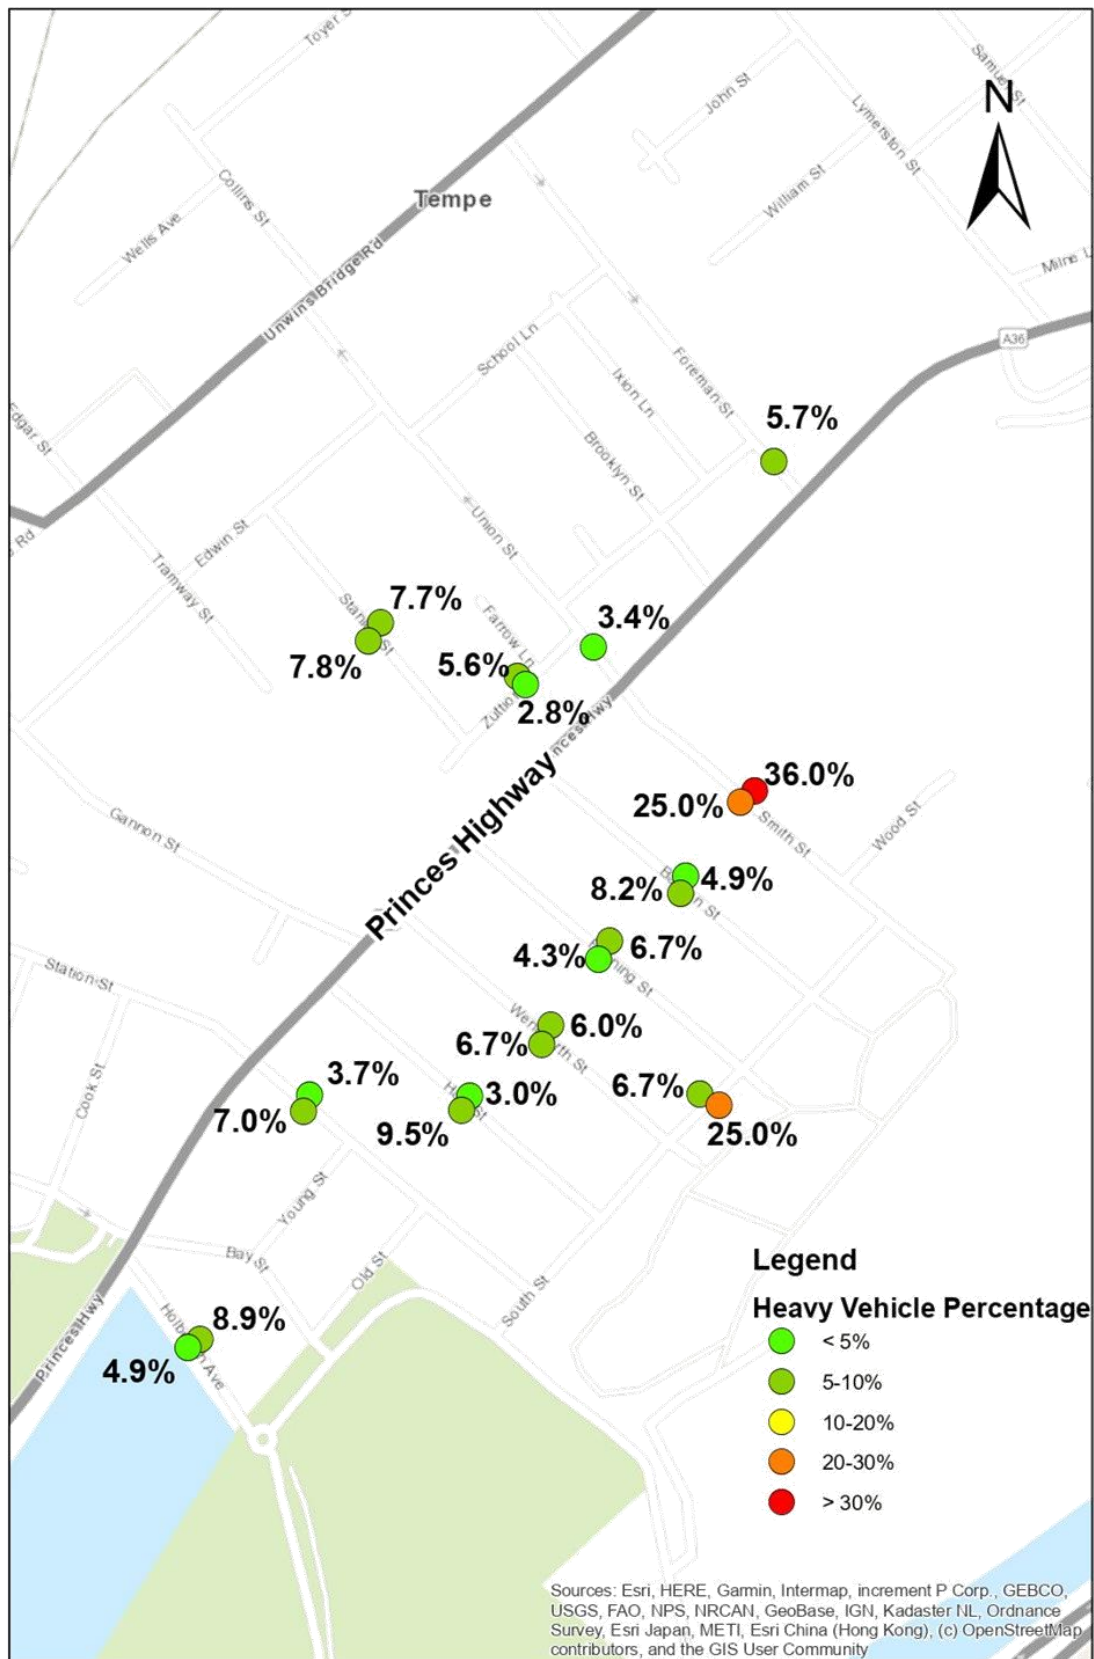 Toyer S
Samuel St
N
John St
Lymerston St
Collins St
Tempe
William St
Wells Ave
Unwins Bridge Rd
Milne L
School Ln
A36
Foreman St
Ixion Ln
Edgar St
5.7%
Brooklyn St
Union St
Rd
Edwin St
Tramway St
7.7%
Farrow Ln
3.4%
7.8%
5.6%
2.8%
36.0%
25.0%
Smith St
Wood St
Princes Highway
Gannon St
4.9%
8.2%
St
6.7%
4.3%
St
Station St
6.0%
6.7%
St
Cook St
3.7%
3.0%
6.7%
7.0%
9.5%
25.0%
Young St
Bay St
Old St
South St
Princes Hwy
8.9%
4.9%
Ave
Legend
Heavy Vehicle Percentage
< 5%
5-10%
10-20%
20-30%
> 30%
Sources: Esri, HERE, Garmin, Intermap, increment P Corp., GEBCO,
USGS, FAO, NPS, NRCAN, GeoBase, IGN, Kadaster NL, Ordnance
Survey, Esri Japan, METI, Esri China (Hong Kong), (c) OpenStreetMap
contributors, and the GIS User Community